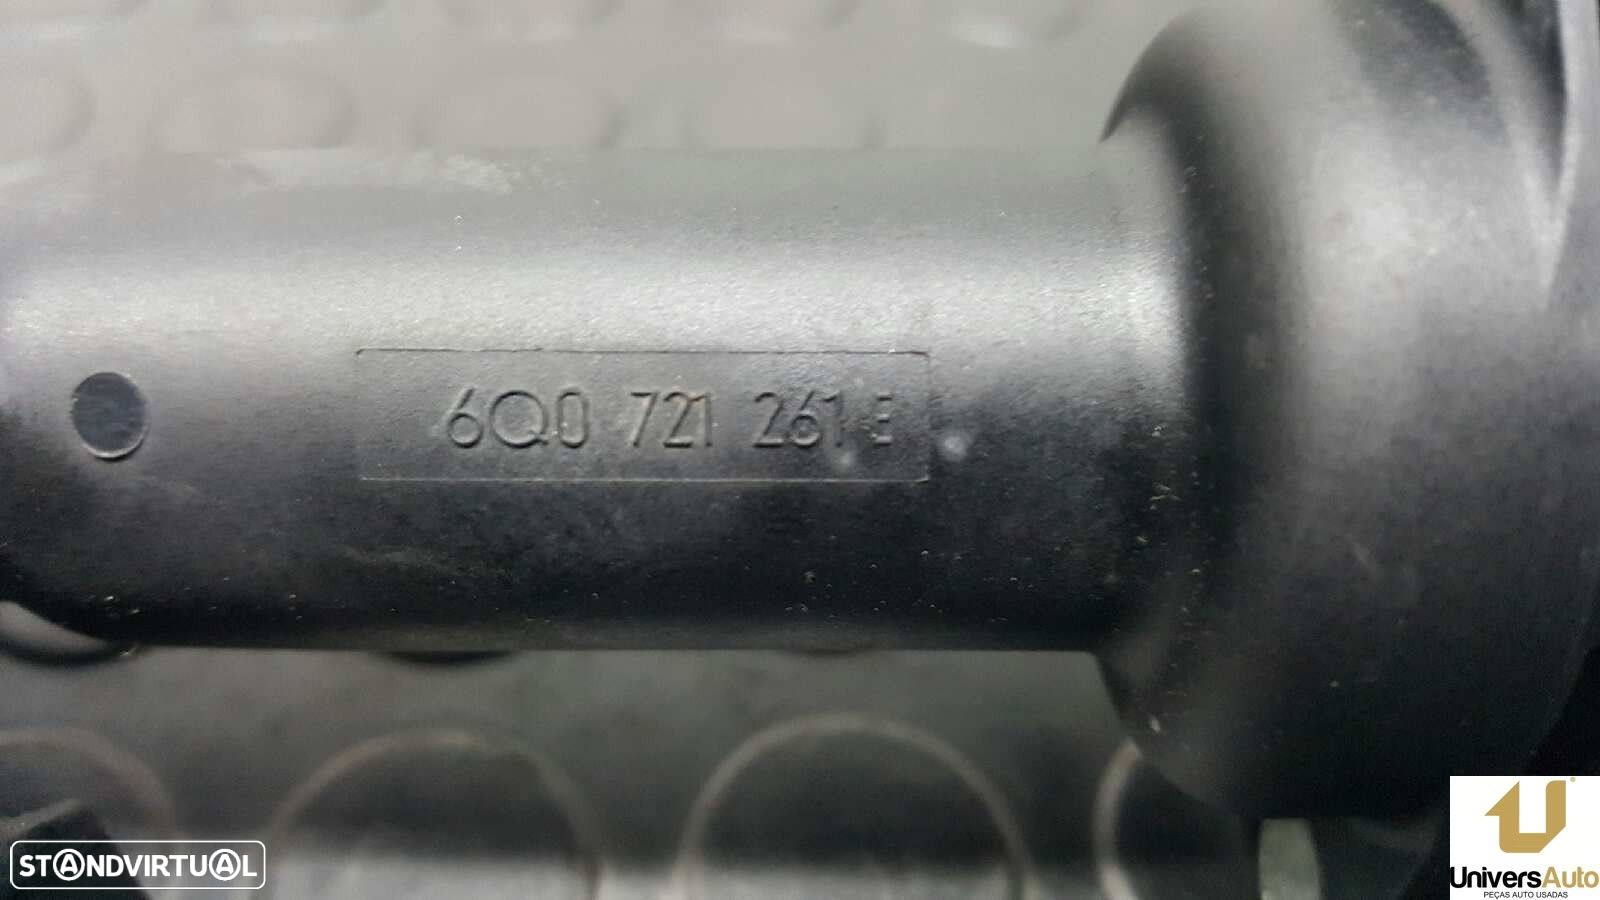 6Q0 721 261 E
STANDVIRTUAL
UniversAuto
PEÇAS AUTO USADAS